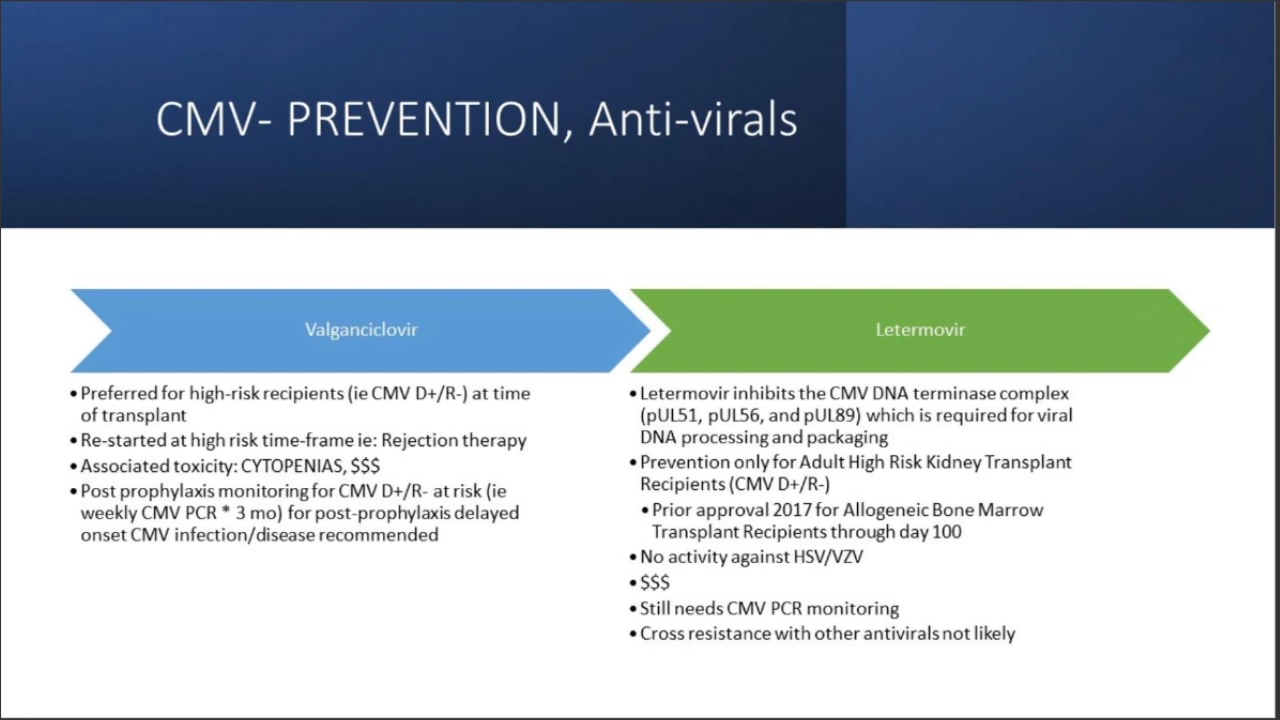 CMV- PREVENTION, Anti-virals
Valganciclovir
• Preferred for high-risk recipients (ie CMV D+/R-) at time
of transplant
• Re-started at high risk time-frame ie: Rejection therapy
• Associated toxicity: CYTOPENIAS, $$$
• Post prophylaxis monitoring for CMV D+/R- at risk (ie
weekly CMV PCR * 3 mo) for post-prophylaxis delayed
onset CMV infection/disease recommended
Letermovir
• Letermovir inhibits the CMV DNA terminase complex
(pUL51, pUL56, and pUL89) which is required for viral
DNA processing and packaging
• Prevention only for Adult High Risk Kidney Transplant
Recipients (CMV D+/R-)
• Prior approval 2017 for Allogeneic Bone Marrow
Transplant Recipients through day 100
• No activity against HSV/VZV
• $$$
• Still needs CMV PCR monitoring
• Cross resistance with other antivirals not likely